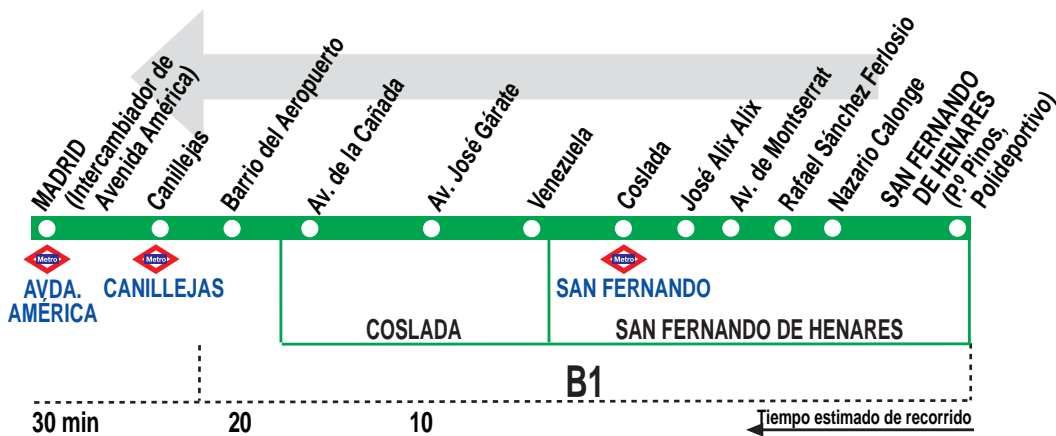 MADRID
(Intercambiador de
Avenida América)
Canillejas
Barrio del Aeropuerto
Av. de la Cañada
Av. José Gárate
Venezuela
Coslada
José Alix Alix
Av. de Montserrat
Rafael Sánchez Ferlosio
Nazario Calonge
SAN FERNANDO
DE HENARES
(P.º Pinos,
Polideportivo)
Metro
Metro
Metro
AVDA.
AMÉRICA
CANILLEJAS
SAN FERNANDO
COSLADA
SAN FERNANDO DE HENARES
B1
30 min
20
10
Tiempo estimado de recorrido